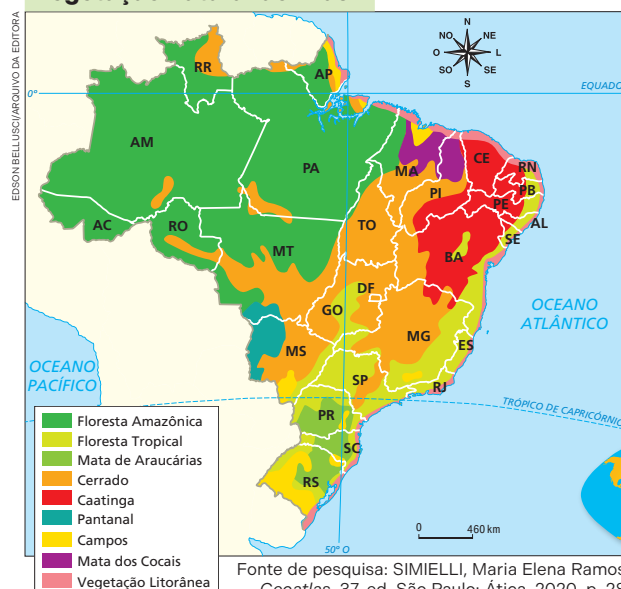 EDSON BELLUSCI/ARQUIVO DA EDITORA
N
NO
NE
O
L
SO
SE
S
0°
EQUADO
RR
AP
AM
PA
MA
CE
RN
PI
PB
PE
AL
AC
RO
TO
SE
MT
BA
DF
GO
OCEANO
ATLÂNTICO
MG
ES
MS
OCEANO
PACÍFICO
SP
RJ
TRÓPICO DE CAPRICÓRNI
PR
SC
RS
Floresta Amazônica
Floresta Tropical
Mata de Araucárias
Cerrado
Caatinga
Pantanal
Campos
Mata dos Cocais
Vegetação Litorânea
0
460 km
50° O
Fonte de pesquisa: SIMIELLI, Maria Elena Ramos
Geoatlas. 37. ed. São Paulo: Ática, 2020. p. 28